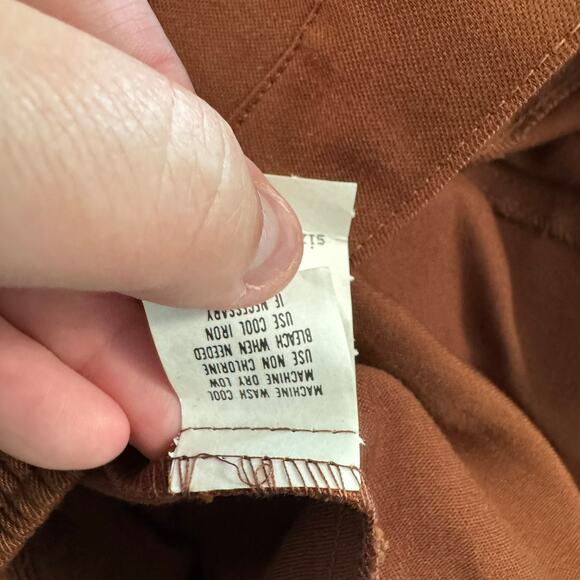 MACHINE WASH COOL
MACHINE DRY LOW
USE NON CHLORINE
BLEACH WHEN NEEDED
USE COOL IRON
IF NECESSARY